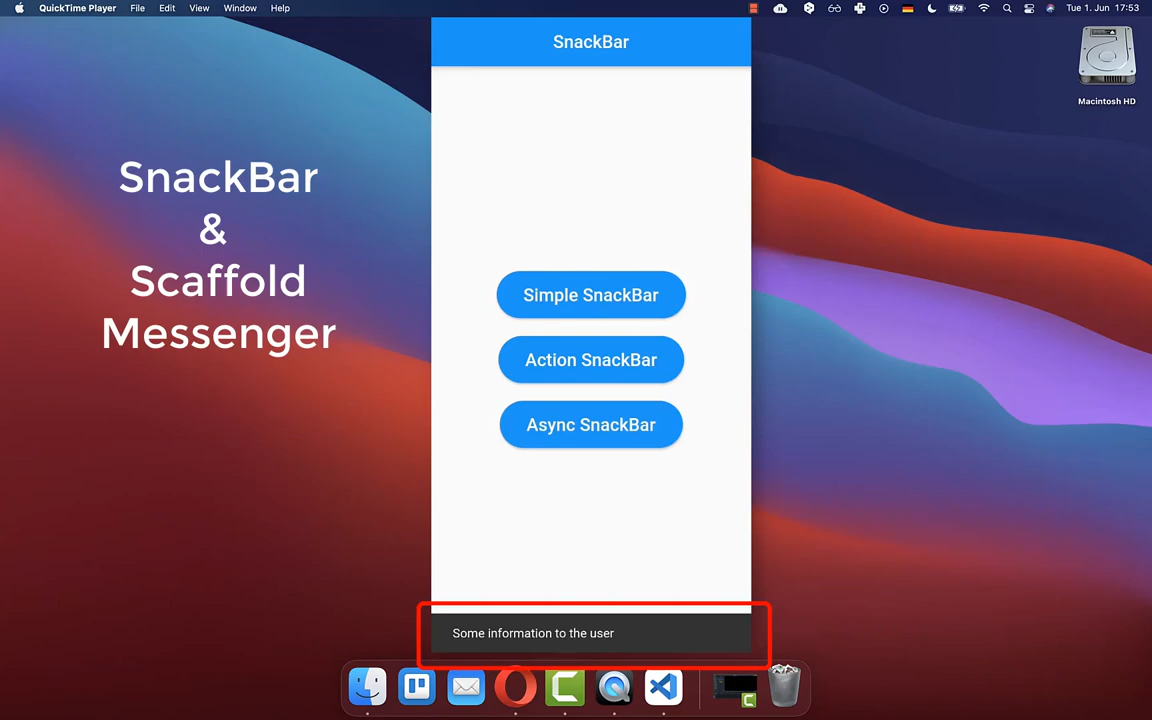 QuickTime Player File Edit View Window Help Tue 1. Jun 17:53
SnackBar
Macintosh HD
SnackBar
&
Scaffold
Messenger
Simple SnackBar
Action SnackBar
Async SnackBar
Some information to the user